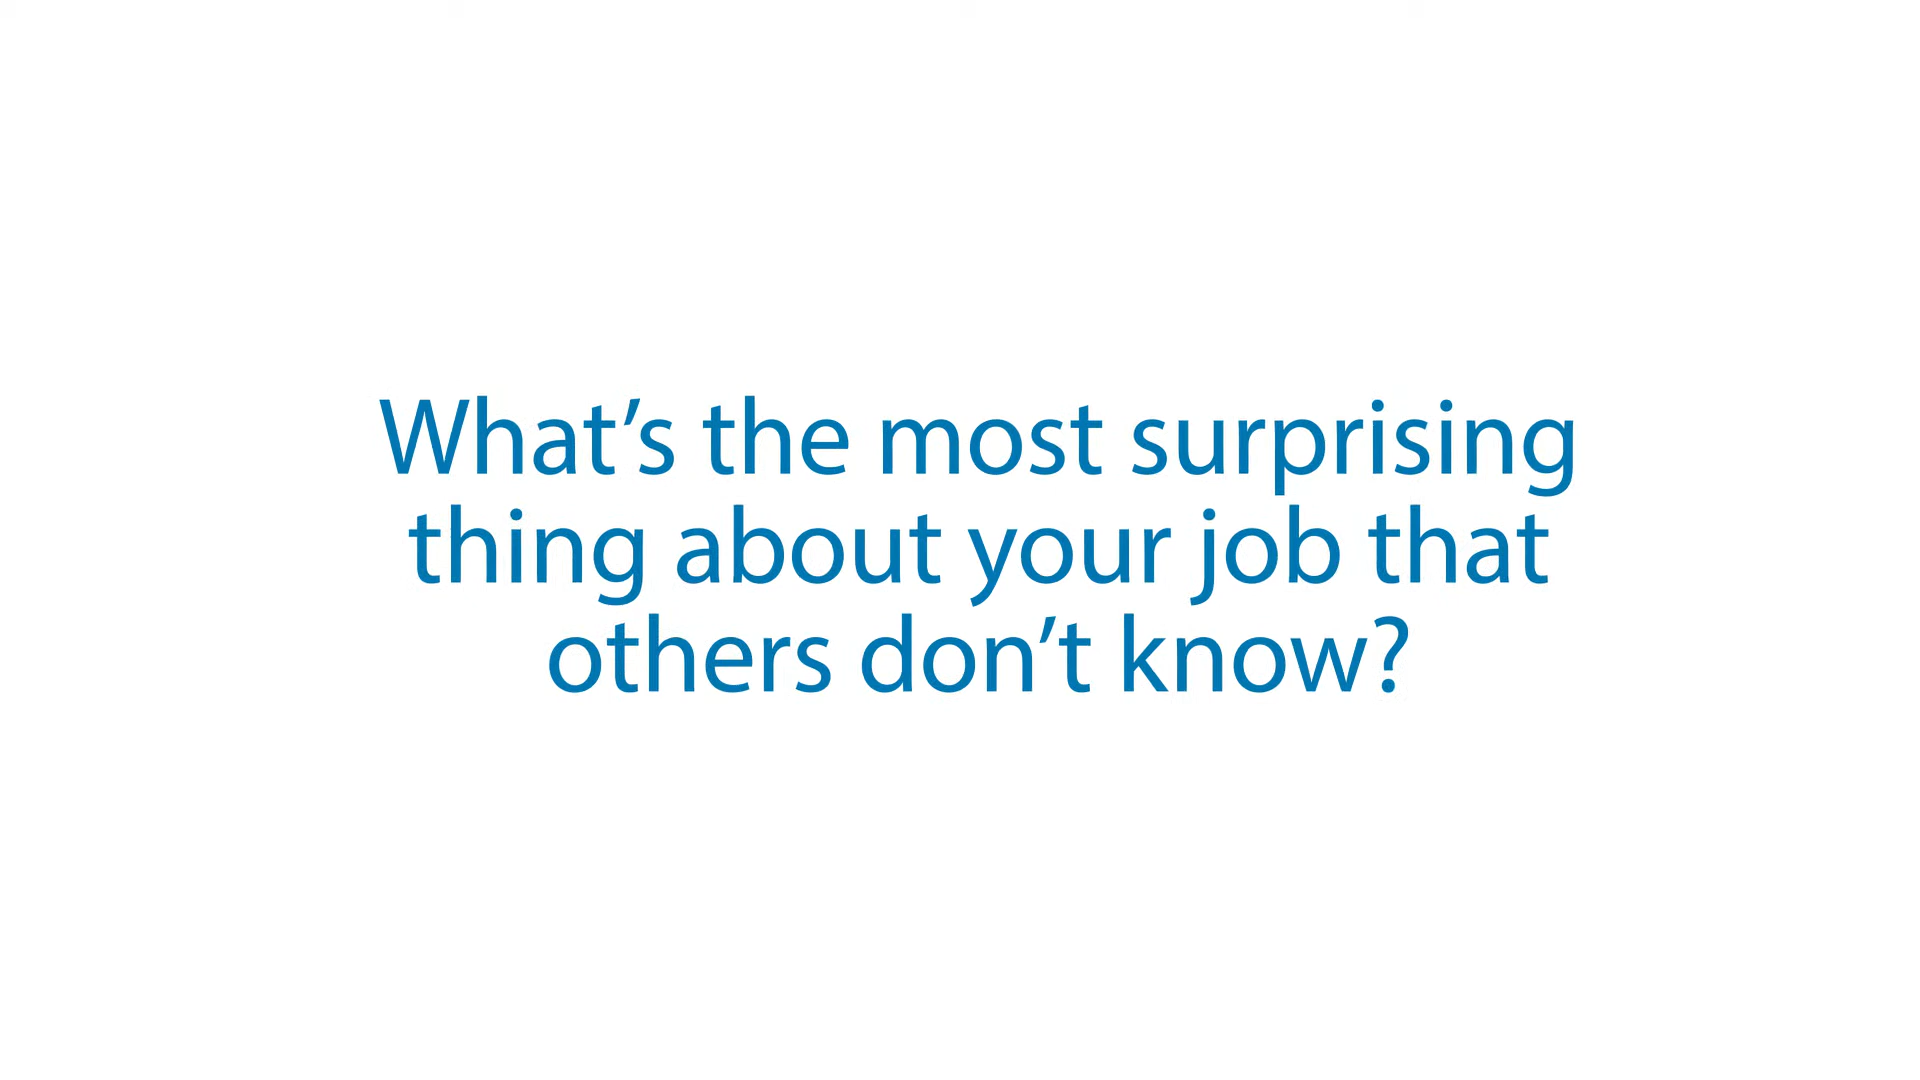 What’s the most surprising
thing about your job that
others don’t know?